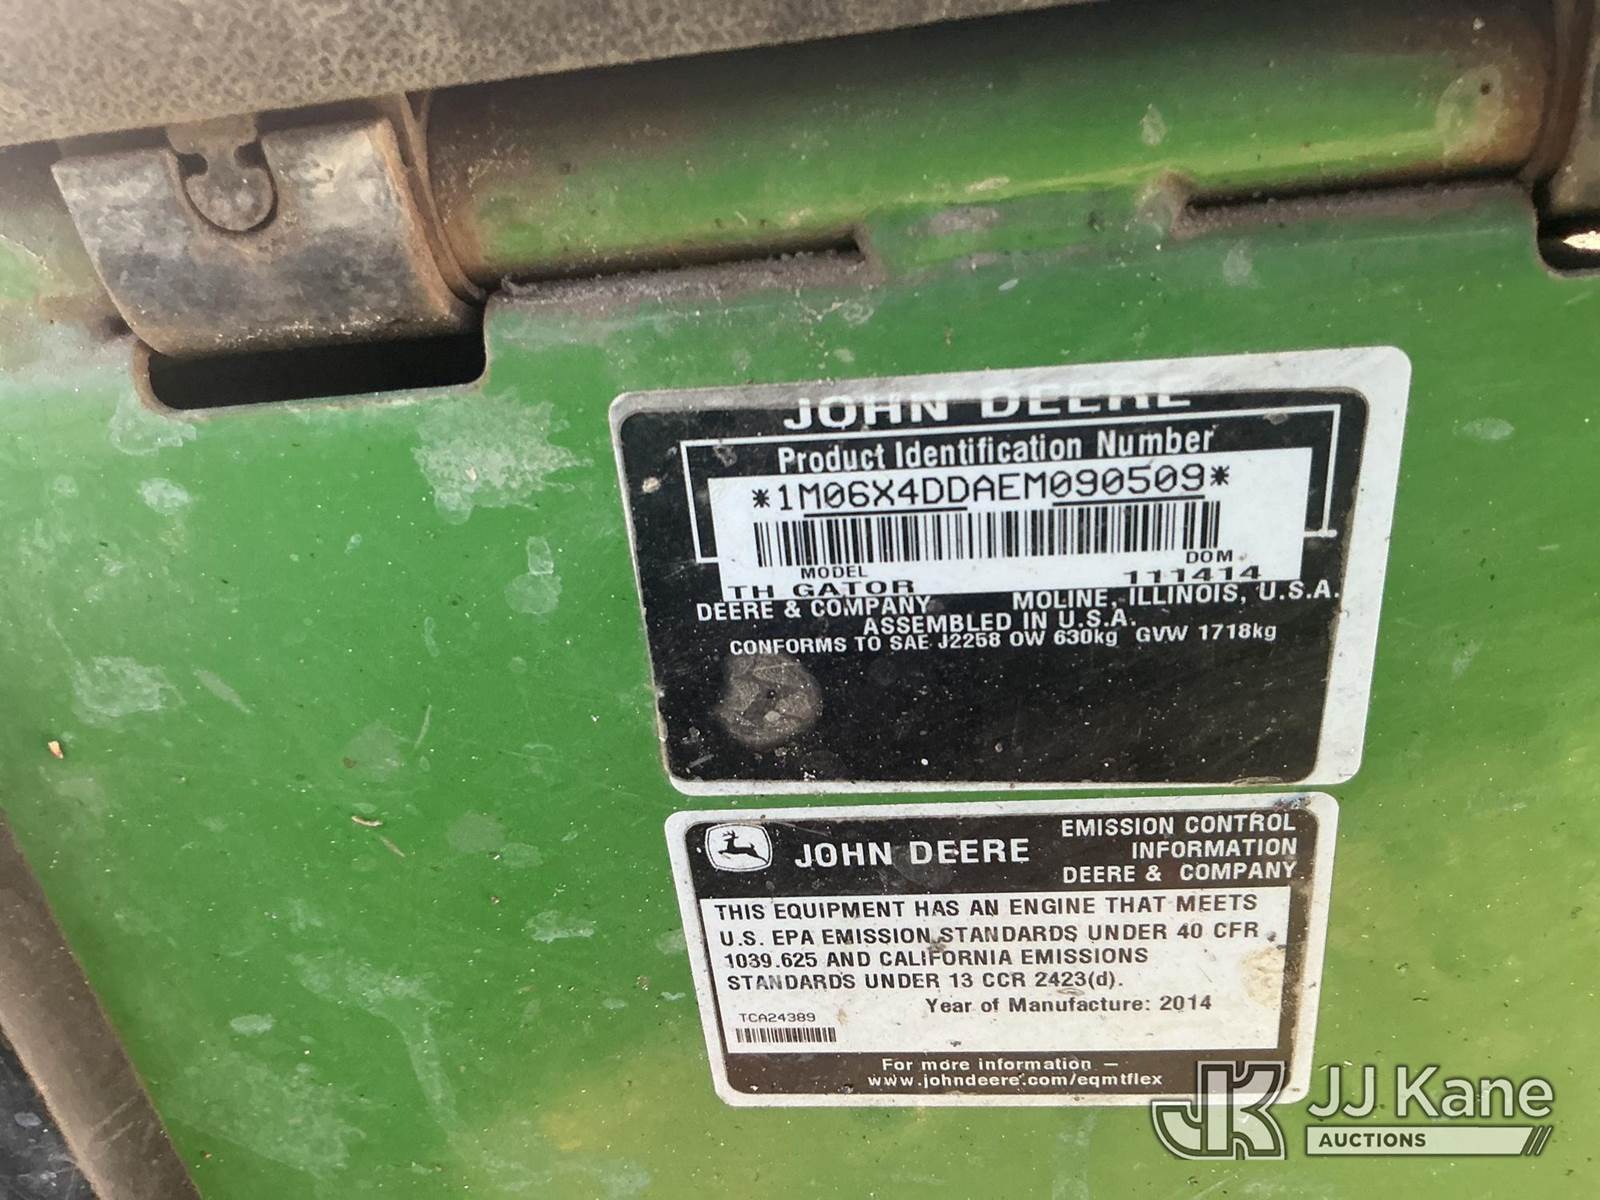 JOHN DEERE
Product Identification Number
*1M06X4DDAEM090509*
MODEL DOM
TH GATOR 111414
DEERE & COMPANY MOLINE, ILLINOIS, U.S.A.
ASSEMBLED IN U.S.A.
CONFORMS TO SAE J2258 OW 630kg GVW 1718kg
JOHN DEERE
EMISSION CONTROL
INFORMATION
DEERE & COMPANY
THIS EQUIPMENT HAS AN ENGINE THAT MEETS
U.S. EPA EMISSION STANDARDS UNDER 40 CFR
1039.625 AND CALIFORNIA EMISSIONS
STANDARDS UNDER 13 CCR 2423(d).
Year of Manufacture: 2014
TCA24389
For more information –
www.johndeere.com/eqmtflex
JK JJ Kane
AUCTIONS